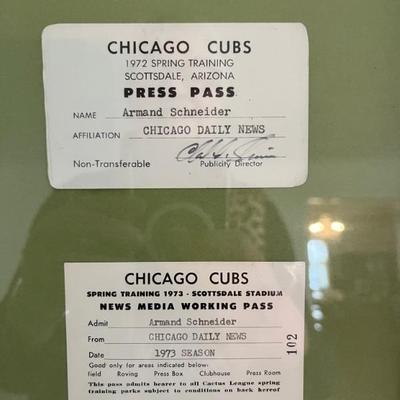 CHICAGO CUBS
1972 SPRING TRAINING
SCOTTSDALE, ARIZONA
PRESS PASS
NAME Armand Schneider
AFFILIATION CHICAGO DAILY NEWS
Non-Transferable Publicity Director
CHICAGO CUBS
SPRING TRAINING 1973 - SCOTTSDALE STADIUM
NEWS MEDIA WORKING PASS
Admit Armand Schneider
From CHICAGO DAILY NEWS
Date 1973 SEASON
102
Good only for areas indicated below:
field Roving Press Box Clubhouse Press Room
This pass admits bearer to all Cactus League spring
training parks subject to conditions on back hereof